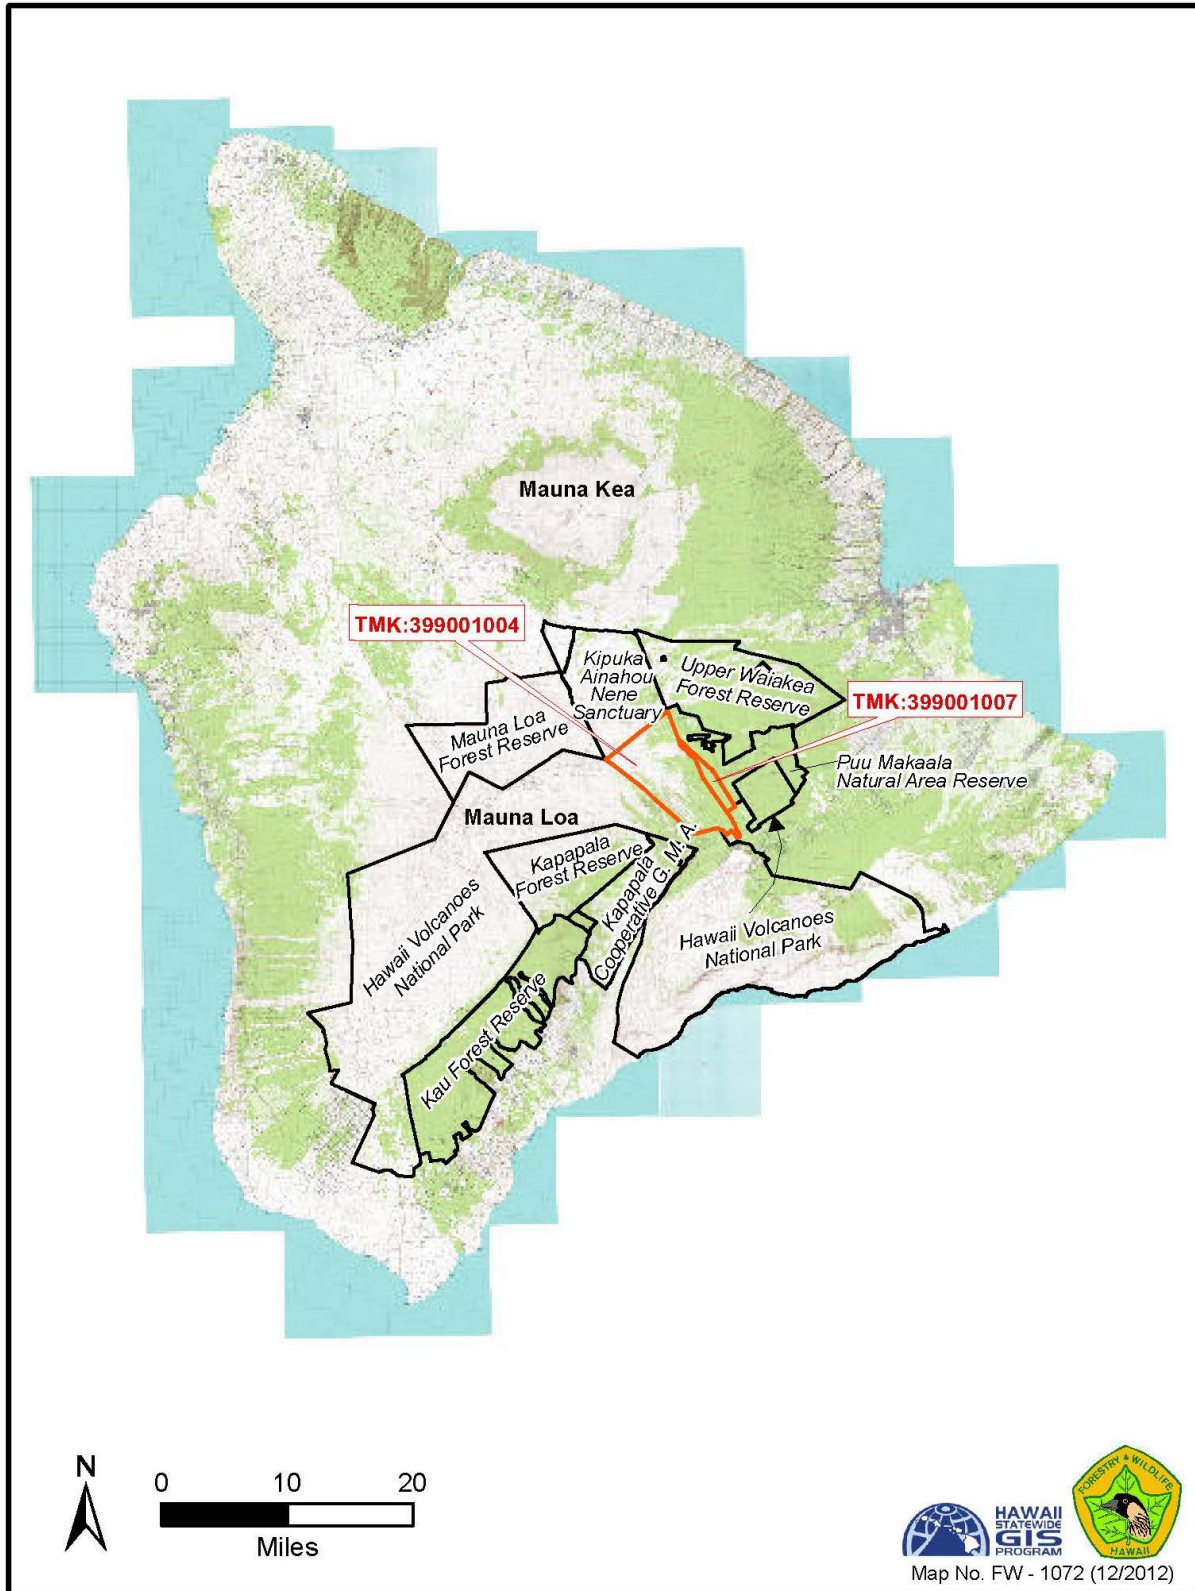 Mauna Kea
TMK:399001004
Kipuka
Ainahou
Nene
Sanctuary
Upper Waiakea
Forest Reserve
TMK:399001007
Mauna Loa
Forest Reserve
Puu Makaala
Natural Area Reserve
Mauna Loa
Kapapala
Forest Reserve
Kapapala
Cooperative G. M. A.
Hawaii Volcanoes
National Park
Hawaii Volcanoes
National Park
Kau Forest Reserve
N
0 10 20
Miles
HAWAII
STATEWIDE
GIS
PROGRAM
FORESTRY & WILDLIFE
HAWAII
Map No. FW - 1072 (12/2012)